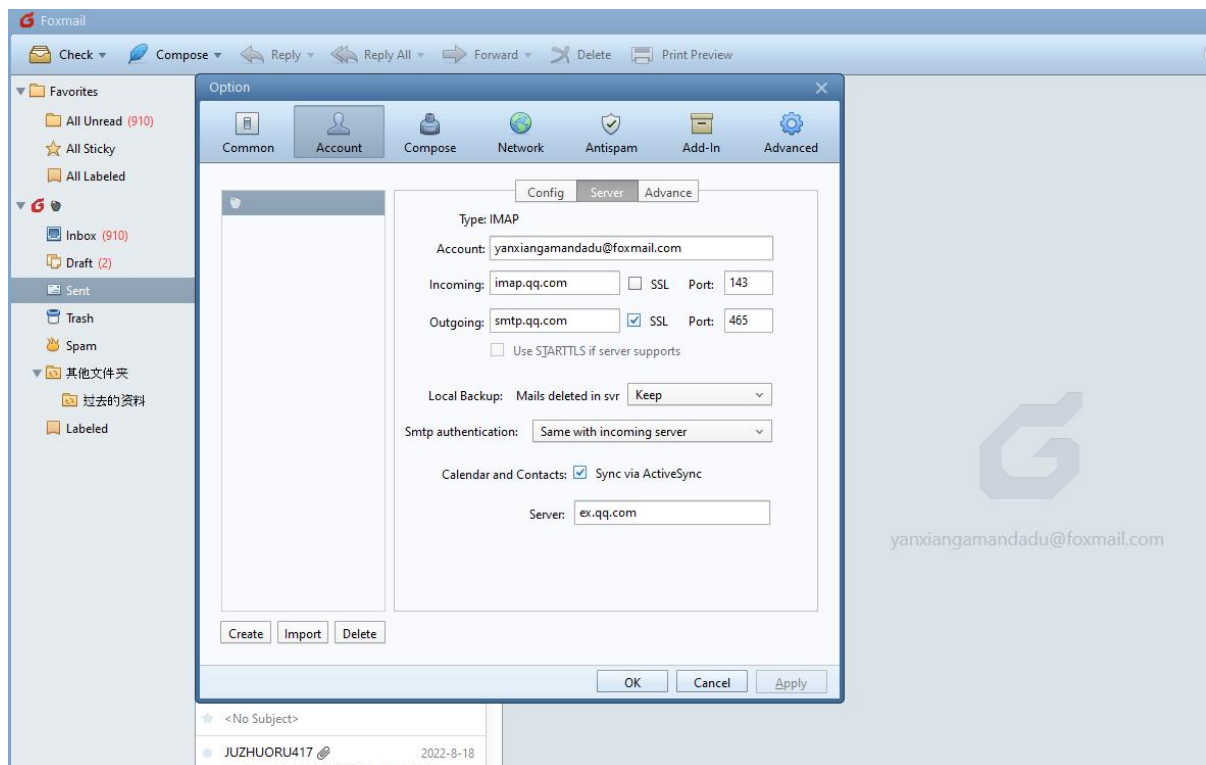 Foxmail
Check Compose Reply Reply All Forward Delete Print Preview
Favorites
All Unread (910)
All Sticky
All Labeled
Inbox (910)
Draft (2)
Sent
Trash
Spam
其他文件夹
过去的资料
Labeled
Option
Common Account Compose Network Antispam Add-In Advanced
Config Server Advance
Type: IMAP
Account: yanxiangamandadu@foxmail.com
Incoming: imap.qq.com SSL Port: 143
Outgoing: smtp.qq.com SSL Port: 465
Use STARTTLS if server supports
Local Backup: Mails deleted in svr Keep
Smtp authentication: Same with incoming server
Calendar and Contacts: Sync via ActiveSync
Server: ex.qq.com
Create Import Delete
OK Cancel Apply
yanxiangamandadu@foxmail.com
<No Subject>
JUZHUORU417 2022-8-18